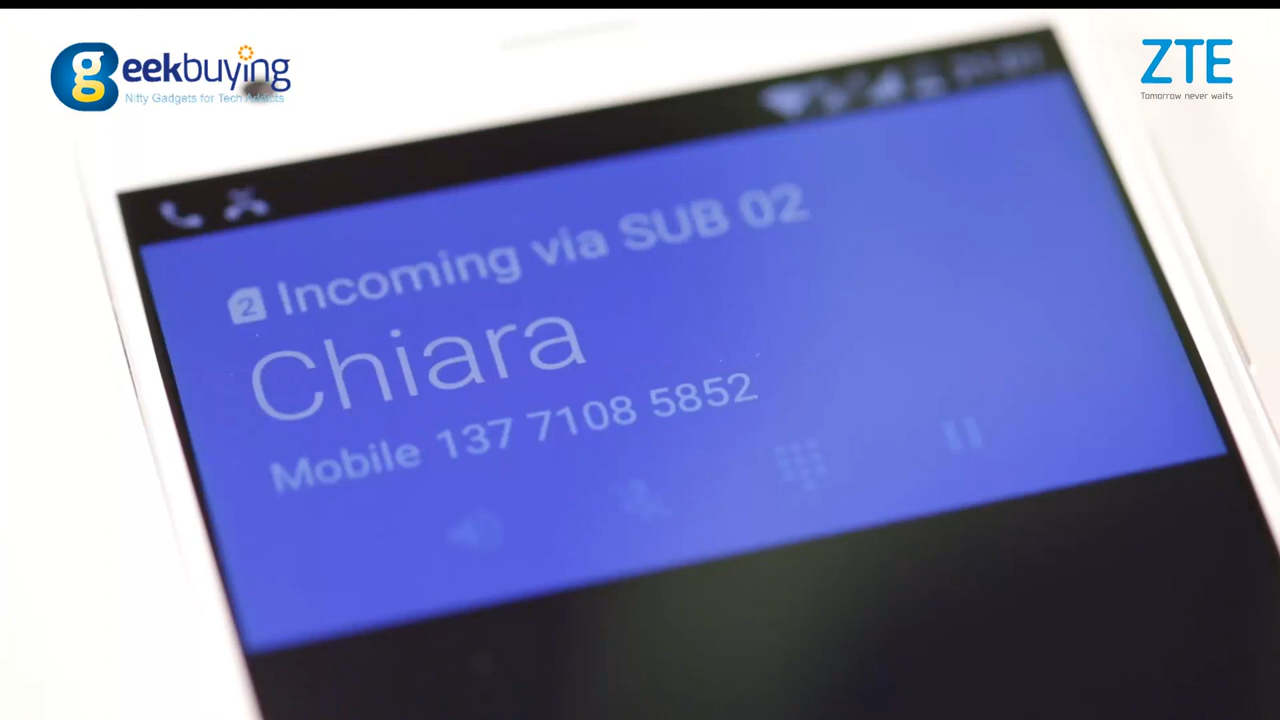 geekbuying
Nifty Gadgets for Tech Addicts
ZTE
Tomorrow never waits
2 Incoming via SUB 02
Chiara
Mobile 137 7108 5852